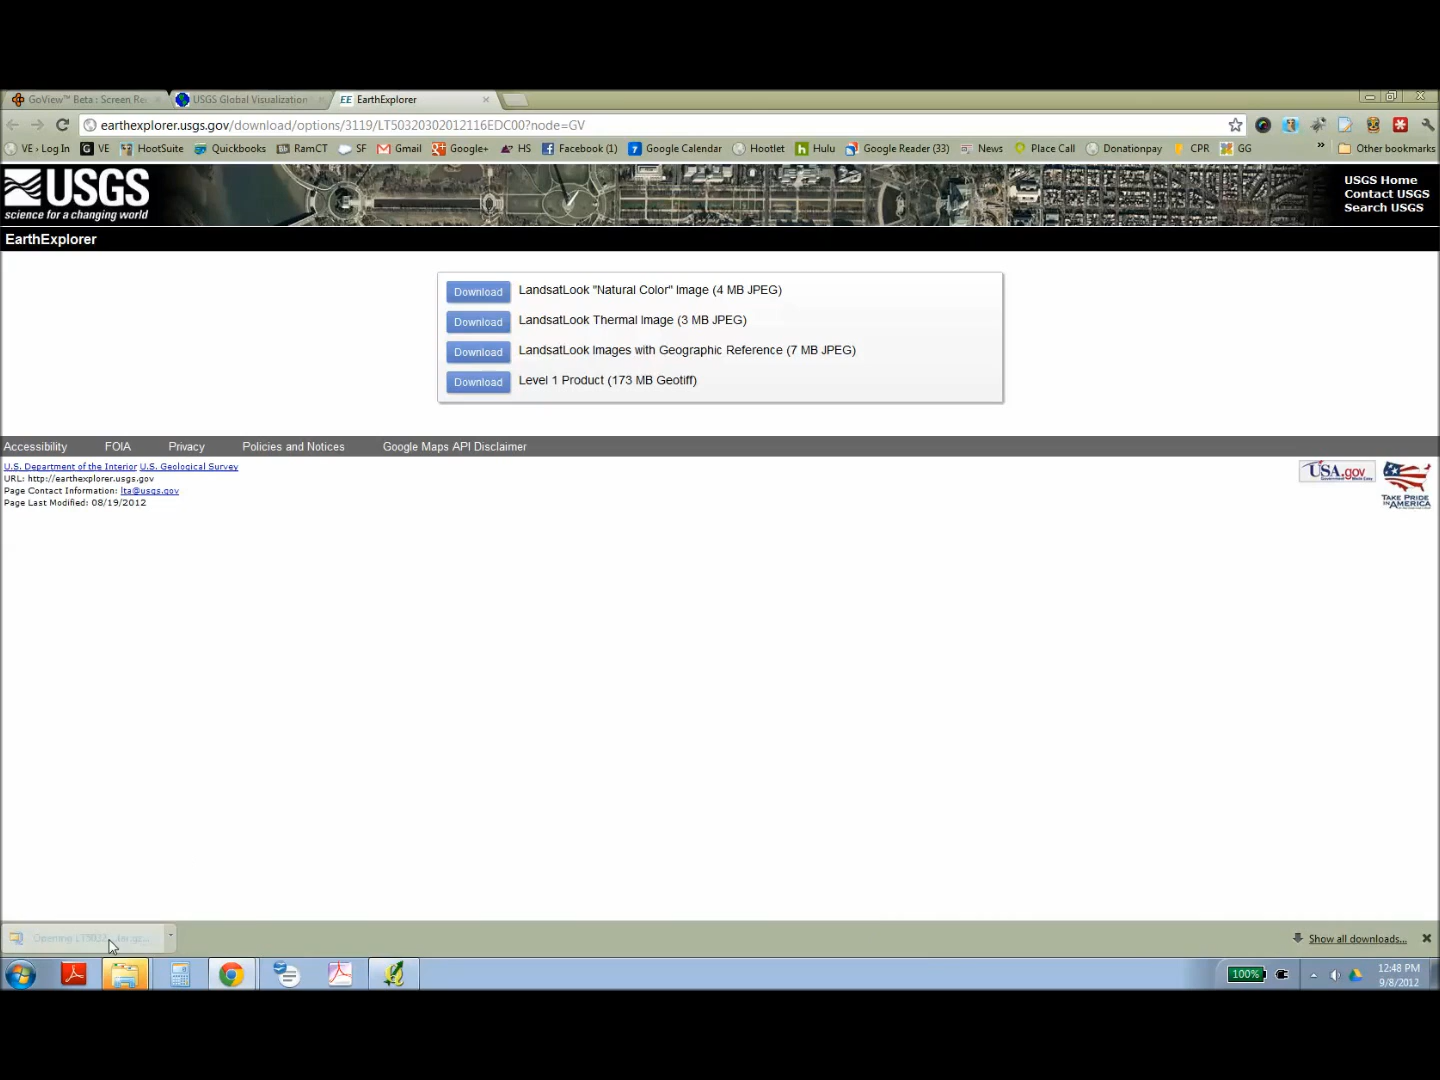 GoView™ Beta : Screen Re
USGS Global Visualization
EE EarthExplorer
earthexplorer.usgs.gov/download/options/3119/LT50320302012116EDC00?node=GV
VE › Log In G VE HootSuite Quickbooks RamCT SF Gmail Google+ HS Facebook (1) 7 Google Calendar Hootlet h Hulu Google Reader (33) News Place Call Donationpay CPR GG » Other bookmarks
USGS
science for a changing world
USGS Home
Contact USGS
Search USGS
EarthExplorer
Download LandsatLook "Natural Color" Image (4 MB JPEG)
Download LandsatLook Thermal Image (3 MB JPEG)
Download LandsatLook Images with Geographic Reference (7 MB JPEG)
Download Level 1 Product (173 MB Geotiff)
Accessibility FOIA Privacy Policies and Notices Google Maps API Disclaimer
U.S. Department of the Interior U.S. Geological Survey
URL: http://earthexplorer.usgs.gov
Page Contact Information: lta@usgs.gov
Page Last Modified: 08/19/2012
USA.gov
TAKE PRIDE
IN AMERICA
Opening LT5032
Show all downloads...
100%
12:48 PM
9/8/2012